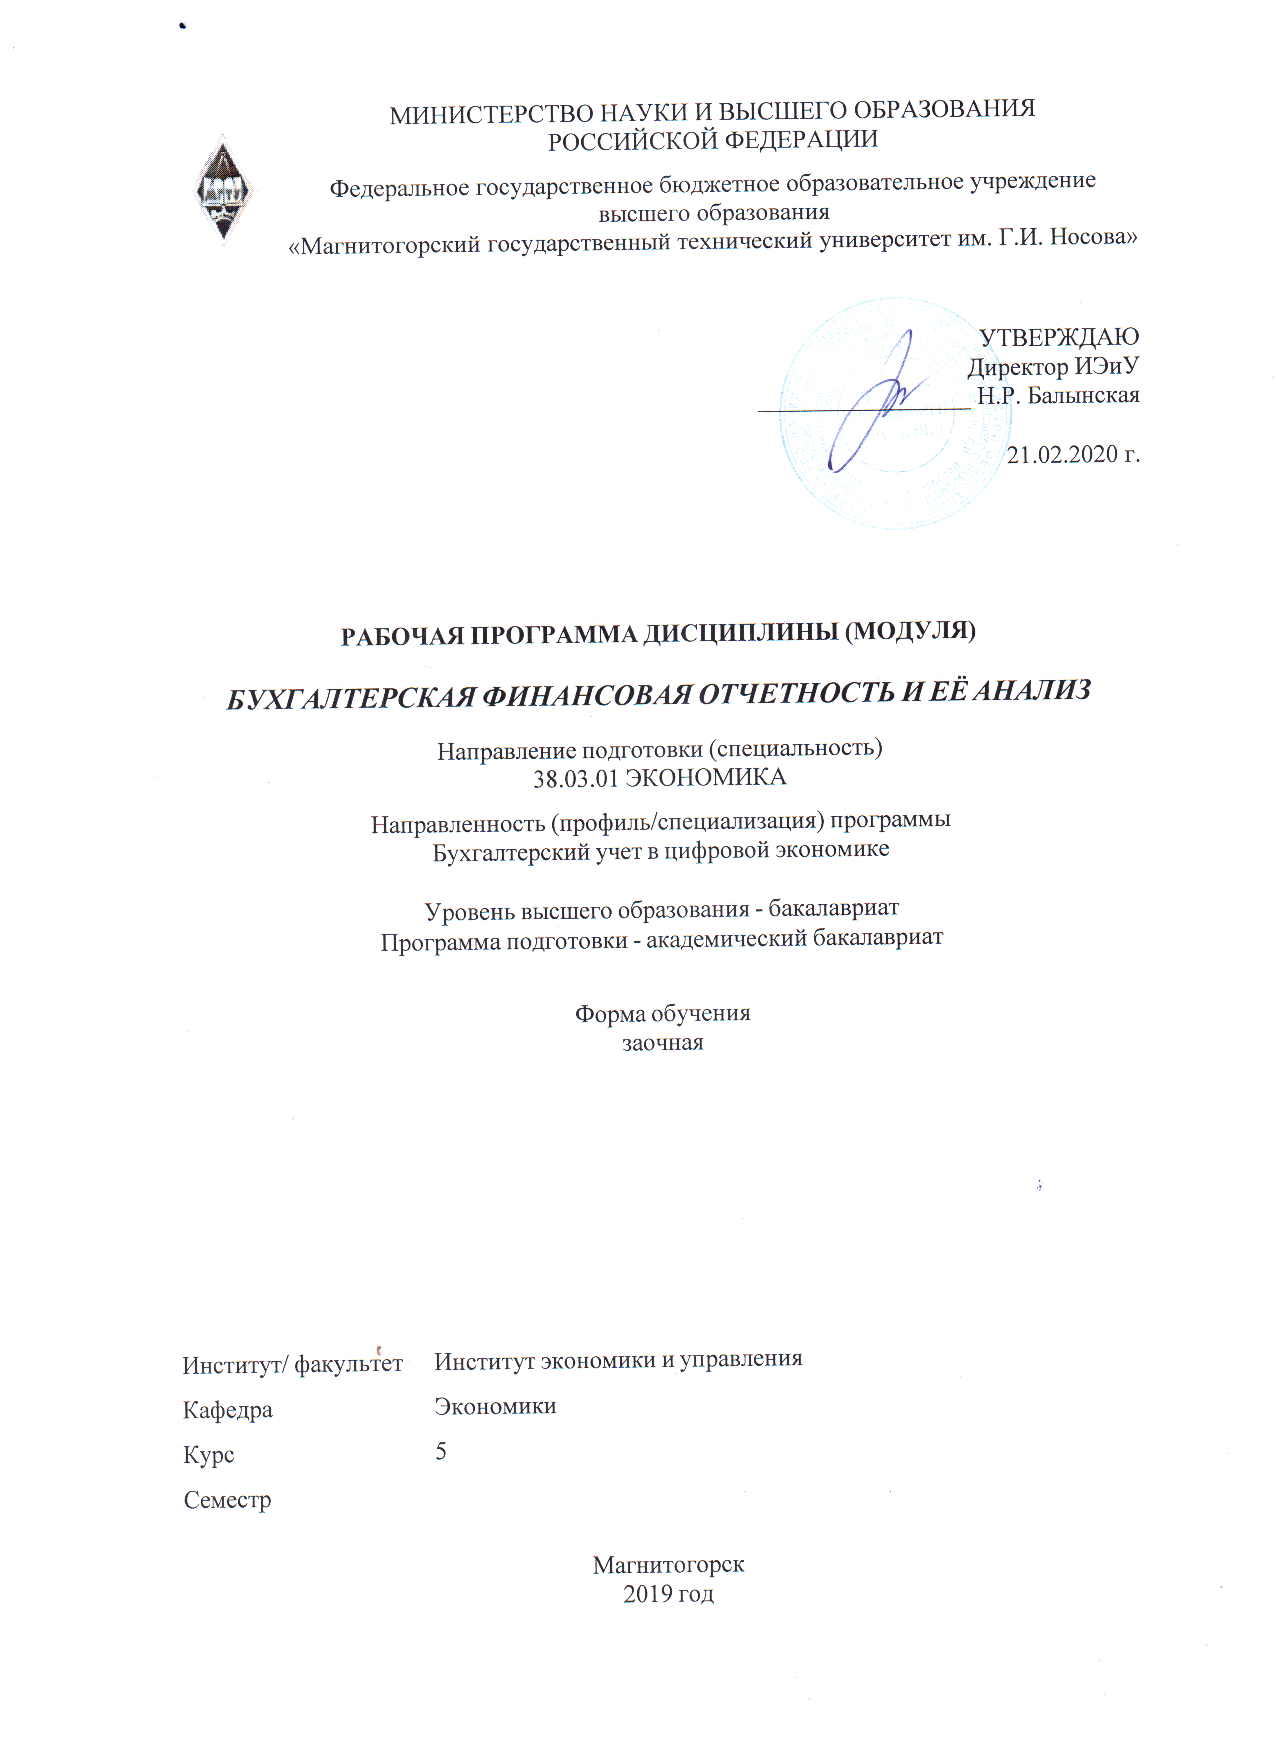 МИНИСТЕРСТВО НАУКИ И ВЫСШЕГО ОБРАЗОВАНИЯ
РОССИЙСКОЙ ФЕДЕРАЦИИ
Федеральное государственное бюджетное образовательное учреждение
высшего образования
«Магнитогорский государственный технический университет им. Г.И. Носова»
УТВЕРЖДАЮ
Директор ИЭиУ
Н.Р. Балынская
21.02.2020 г.
РАБОЧАЯ ПРОГРАММА ДИСЦИПЛИНЫ (МОДУЛЯ)
БУХГАЛТЕРСКАЯ ФИНАНСОВАЯ ОТЧЕТНОСТЬ И ЕЁ АНАЛИЗ
Направление подготовки (специальность)
38.03.01 ЭКОНОМИКА
Направленность (профиль/специализация) программы
Бухгалтерский учет в цифровой экономике
Уровень высшего образования - бакалавриат
Программа подготовки - академический бакалавриат
Форма обучения
заочная
Институт/ факультет Институт экономики и управления
Кафедра Экономики
Курс 5
Семестр
Магнитогорск
2019 год